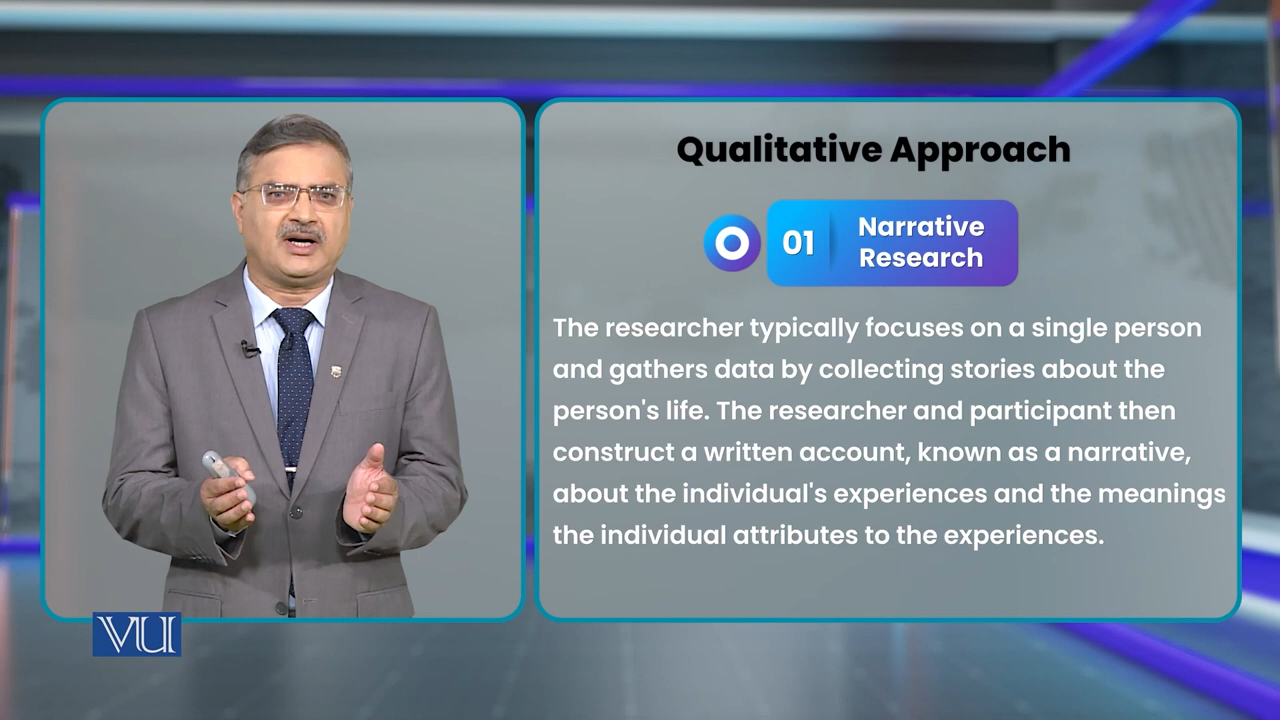 Qualitative Approach
01
Narrative
Research
The researcher typically focuses on a single person
and gathers data by collecting stories about the
person's life. The researcher and participant then
construct a written account, known as a narrative,
about the individual's experiences and the meanings
the individual attributes to the experiences.
VU